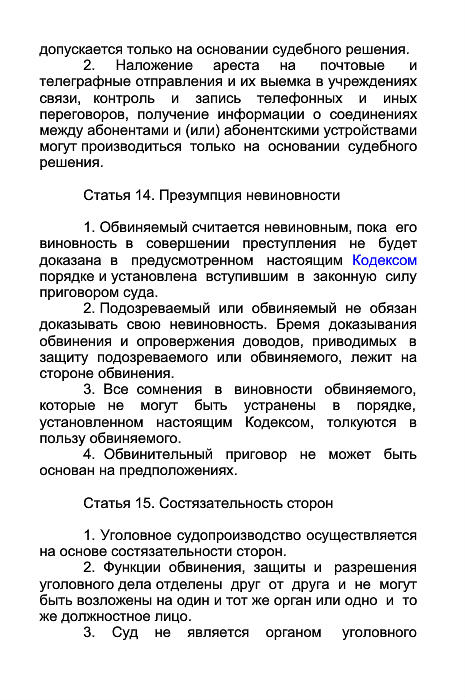 допускается только на основании судебного решения.
2. Наложение ареста на почтовые и
телеграфные отправления и их выемка в учреждениях
связи, контроль и запись телефонных и иных
переговоров, получение информации о соединениях
между абонентами и (или) абонентскими устройствами
могут производиться только на основании судебного
решения.
Статья 14. Презумпция невиновности
1. Обвиняемый считается невиновным, пока его
виновность в совершении преступления не будет
доказана в предусмотренном настоящим Кодексом
порядке и установлена вступившим в законную силу
приговором суда.
2. Подозреваемый или обвиняемый не обязан
доказывать свою невиновность. Бремя доказывания
обвинения и опровержения доводов, приводимых в
защиту подозреваемого или обвиняемого, лежит на
стороне обвинения.
3. Все сомнения в виновности обвиняемого,
которые не могут быть устранены в порядке,
установленном настоящим Кодексом, толкуются в
пользу обвиняемого.
4. Обвинительный приговор не может быть
основан на предположениях.
Статья 15. Состязательность сторон
1. Уголовное судопроизводство осуществляется
на основе состязательности сторон.
2. Функции обвинения, защиты и разрешения
уголовного дела отделены друг от друга и не могут
быть возложены на один и тот же орган или одно и то
же должностное лицо.
3. Суд не является органом уголовного